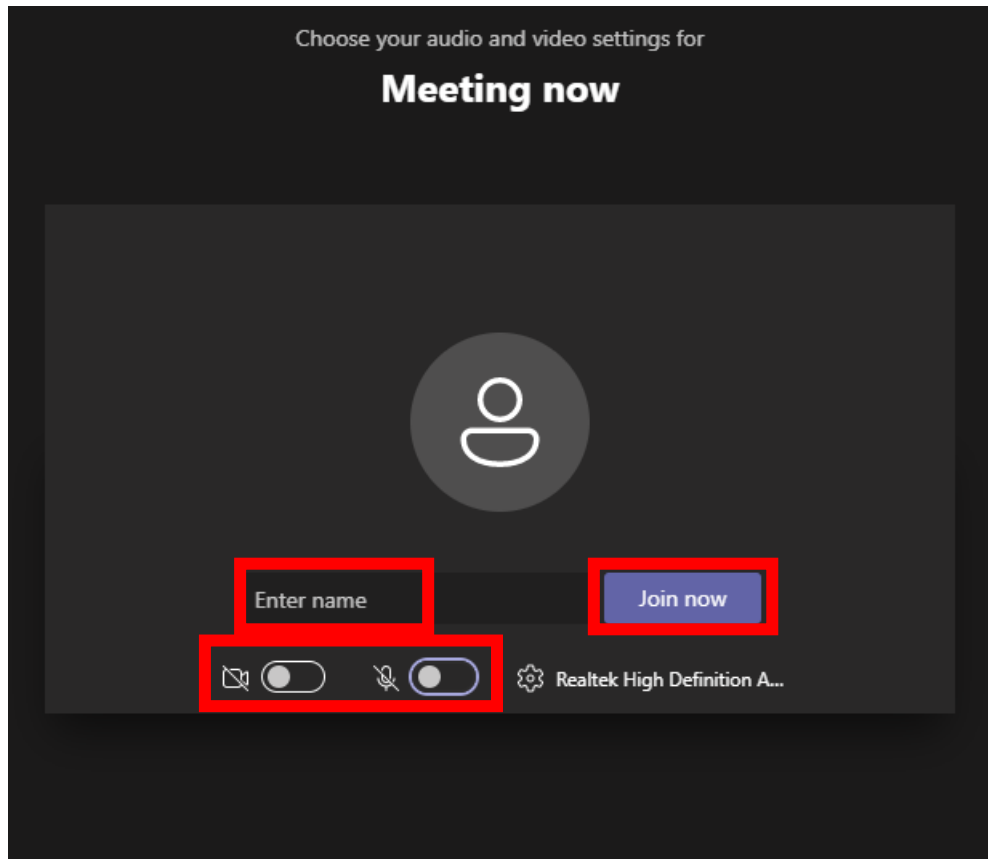 Choose your audio and video settings for
Meeting now
Enter name
Join now
Realtek High Definition A...